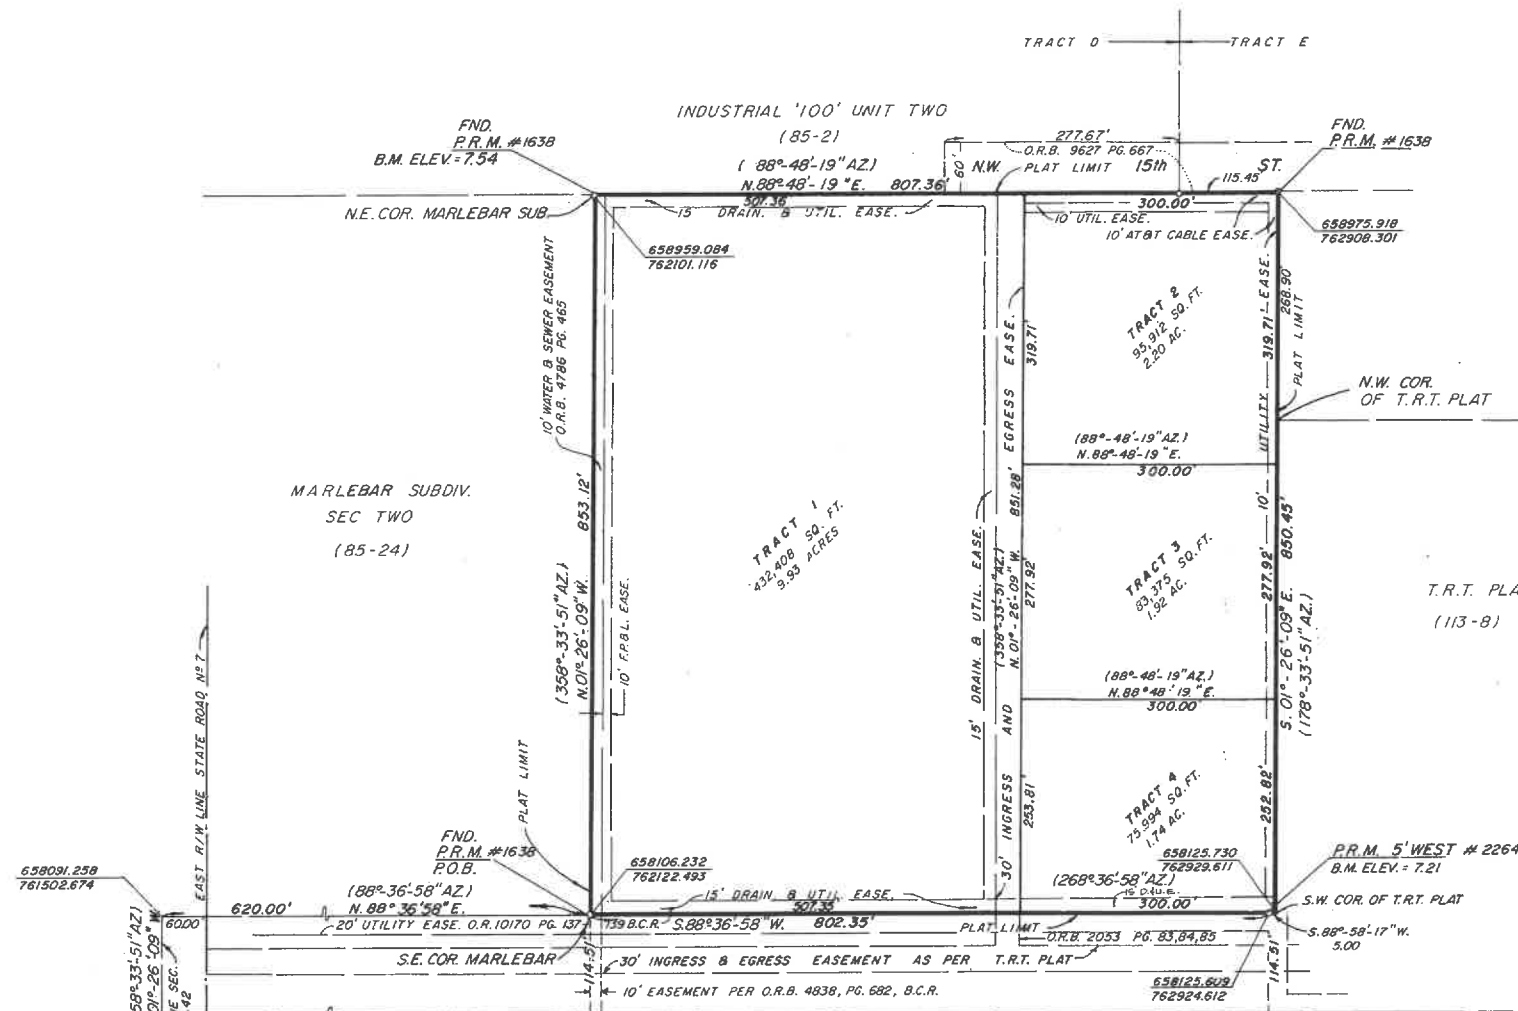 TRACT D
TRACT E
INDUSTRIAL '100' UNIT TWO
(85-2)
FND.
P.R.M. #1638
B.M. ELEV.= 7.54
(88°-48'-19"AZ.)
N.88°-48'-19"E. 807.36'
507.36
277.67'
O.R.B. 9627 PG. 667
60'
N.W. 15th ST.
PLAT LIMIT
115.45
FND.
P.R.M. #1638
N.E. COR. MARLEBAR SUB.
15' DRAIN. & UTIL. EASE.
300.00'
10' UTIL. EASE.
10' AT&T CABLE EASE.
658975.918
762908.301
658959.084
762101.116
10' WATER & SEWER EASEMENT
O.R.B. 4786 PG. 465
TRACT 2
95,912 SQ. FT.
2.20 AC.
319.71'
319.71'
268.90'
PLAT LIMIT
10' UTILITY EASE.
N.W. COR.
OF T.R.T. PLAT
(88°-48'-19"AZ.)
N.88°-48'-19"E.
300.00'
MARLEBAR SUBDIV.
SEC TWO
(85-24)
853.12'
(358°-33'-51"AZ.)
N.01°-26'-09"W.
10' F.P.&L. EASE.
TRACT 1
432,408 SQ. FT.
9.93 ACRES
15' DRAIN. & UTIL. EASE.
30' INGRESS AND EGRESS EASE.
(358°-33'-51"AZ.)
N. 01°-26'-09"W. 851.28'
277.92'
TRACT 3
83,375 SQ. FT.
1.92 AC.
277.92'
850.45'
S. 01°-26'-09"E.
(178°-33'-51"AZ.)
T.R.T. PLA
(113-8)
(88°-48'-19"AZ.)
N.88°48'19"E.
300.00'
EAST R/W LINE STATE ROAD Nº 7
PLAT LIMIT
253.81'
TRACT 4
75,994 SQ. FT.
1.74 AC.
252.82'
FND.
P.R.M. #1638
P.O.B.
658106.232
762122.493
658125.730
762929.611
P.R.M. 5' WEST # 2264
B.M. ELEV.= 7.21
658091.258
761502.674
(88°-36'-58"AZ.)
N. 88°36'58"E.
620.00'
60.00
15' DRAIN. & UTIL. EASE.
507.35
(268°36'-58"AZ.)
15' D.&U.E.
300.00'
S.W. COR. OF T.R.T. PLAT
20' UTILITY EASE. O.R.10170 PG. 137-139 B.C.R.
S.88°-36'-58"W. 802.35'
PLAT LIMIT
S.88°-58'-17"W.
5.00
O.R.B. 2053 PG. 83,84,85
S.E. COR. MARLEBAR
114.51'
30' INGRESS & EGRESS EASEMENT AS PER T.R.T. PLAT
114.51'
10' EASEMENT PER O.R.B. 4838, PG. 682, B.C.R.
658125.609
762924.612
58°-33'-51"AZ)
01°-26'-09"W.
NE SEC.
.42